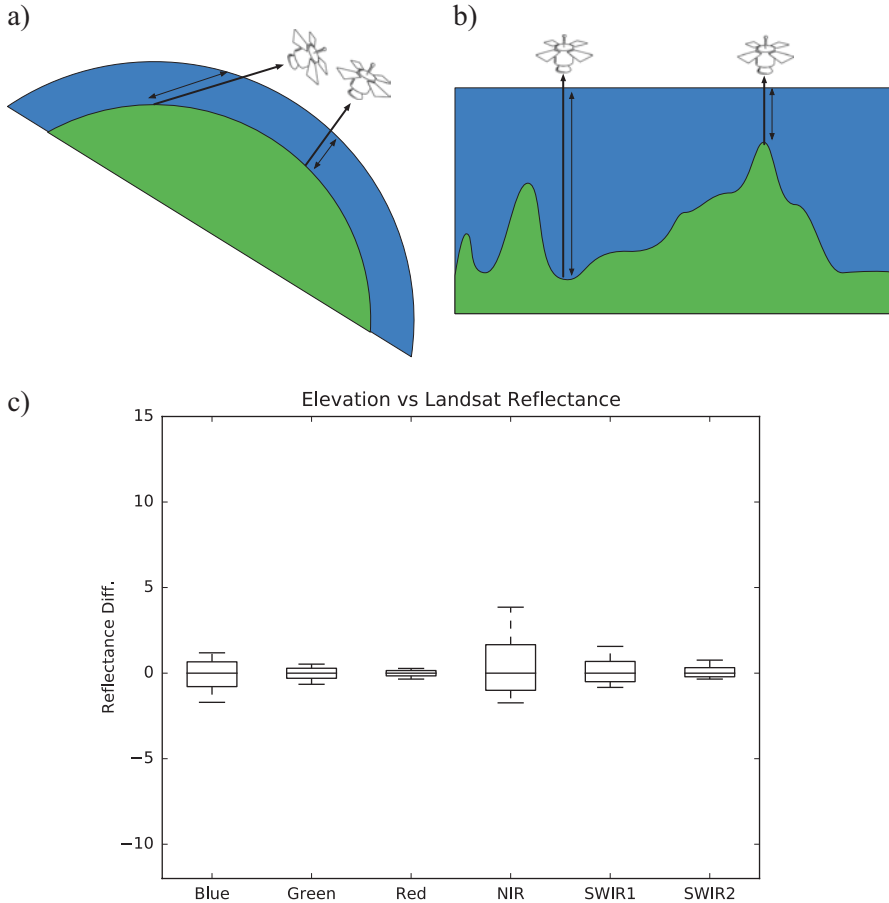 a)
b)
c)
Elevation vs Landsat Reflectance
Reflectance Diff.
15
10
5
0
−5
−10
Blue Green Red NIR SWIR1 SWIR2